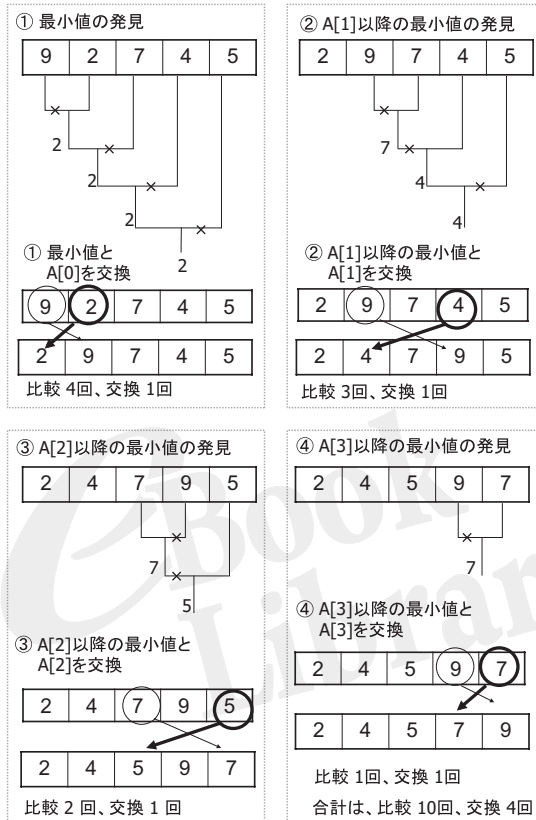 ① 最小値の発見
9 2 7 4 5
2
2
2
2
① 最小値と
A[0]を交換
9 2 7 4 5
2 9 7 4 5
比較 4回、交換 1回
② A[1]以降の最小値の発見
2 9 7 4 5
7
4
4
② A[1]以降の最小値と
A[1]を交換
2 9 7 4 5
2 4 7 9 5
比較 3回、交換 1回
③ A[2]以降の最小値の発見
2 4 7 9 5
7
5
③ A[2]以降の最小値と
A[2]を交換
2 4 7 9 5
2 4 5 9 7
比較 2 回、交換 1 回
④ A[3]以降の最小値の発見
2 4 5 9 7
7
④ A[3]以降の最小値と
A[3]を交換
2 4 5 9 7
2 4 5 7 9
比較 1回、交換 1回
合計は、比較 10回、交換 4回
eBook
Librar